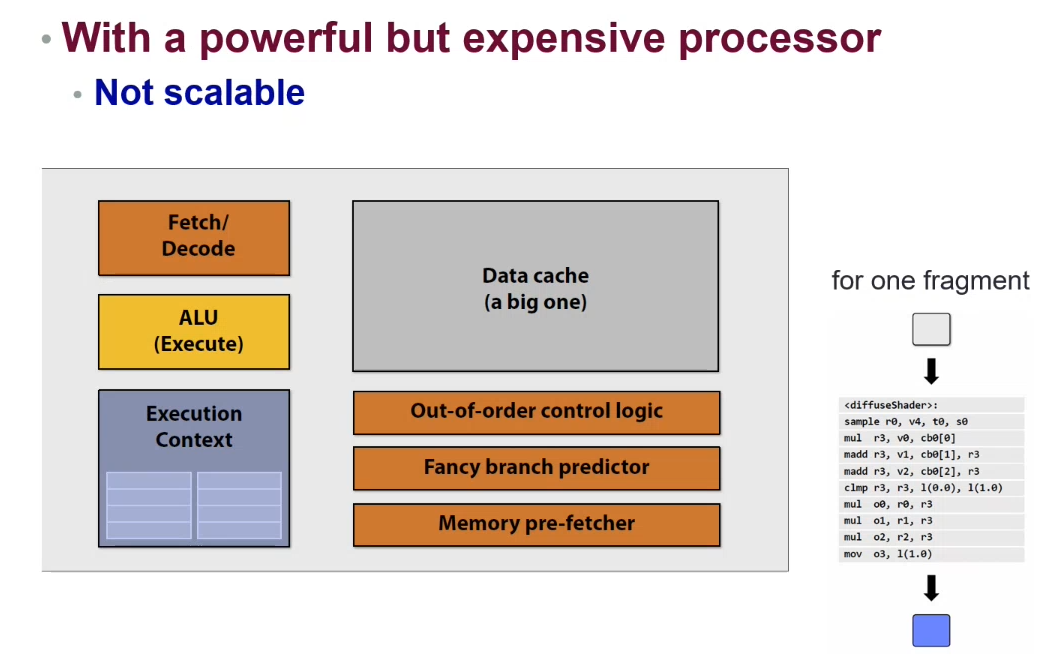 With a powerful but expensive processor
Not scalable
Fetch/
Decode
ALU
(Execute)
Execution
Context
Data cache
(a big one)
Out-of-order control logic
Fancy branch predictor
Memory pre-fetcher
for one fragment
<diffuseShader>:
sample r0, v4, t0, s0
mul r3, v0, cb0[0]
madd r3, v1, cb0[1], r3
madd r3, v2, cb0[2], r3
clmp r3, r3, l(0.0), l(1.0)
mul o0, r0, r3
mul o1, r1, r3
mul o2, r2, r3
mov o3, l(1.0)